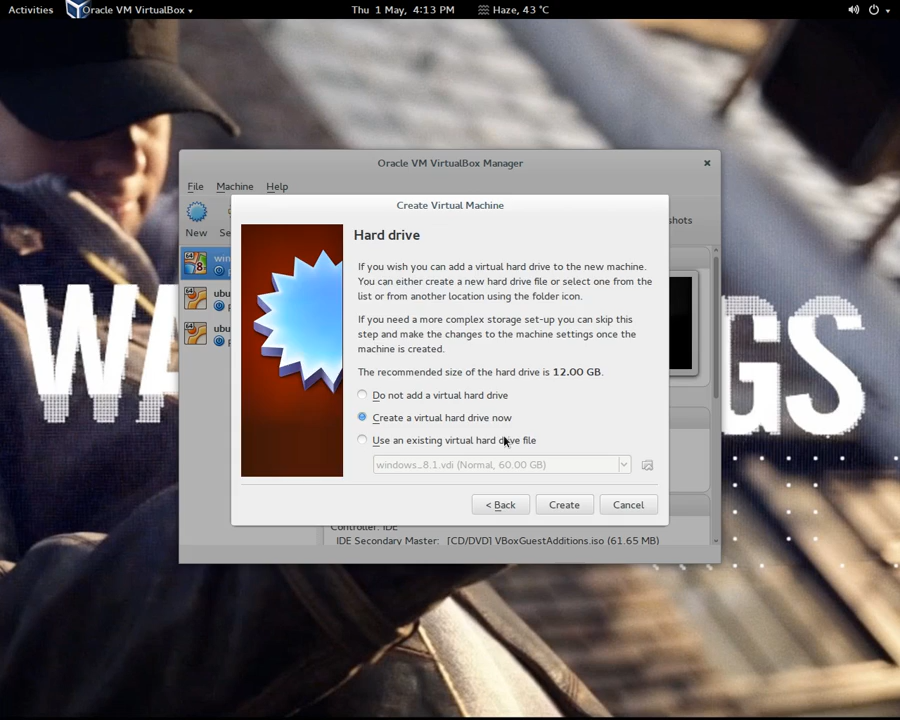 Activities
Oracle VM VirtualBox
Thu 1 May, 4:13 PM
Haze, 43 °C
Oracle VM VirtualBox Manager
File Machine Help
New
Create Virtual Machine
Hard drive
If you wish you can add a virtual hard drive to the new machine.
You can either create a new hard drive file or select one from the
list or from another location using the folder icon.
If you need a more complex storage set-up you can skip this
step and make the changes to the machine settings once the
machine is created.
The recommended size of the hard drive is 12.00 GB.
Do not add a virtual hard drive
Create a virtual hard drive now
Use an existing virtual hard drive file
windows_8.1.vdi (Normal, 60.00 GB)
< Back
Create
Cancel
Controller: IDE
IDE Secondary Master: [CD/DVD] VBoxGuestAdditions.iso (61.65 MB)